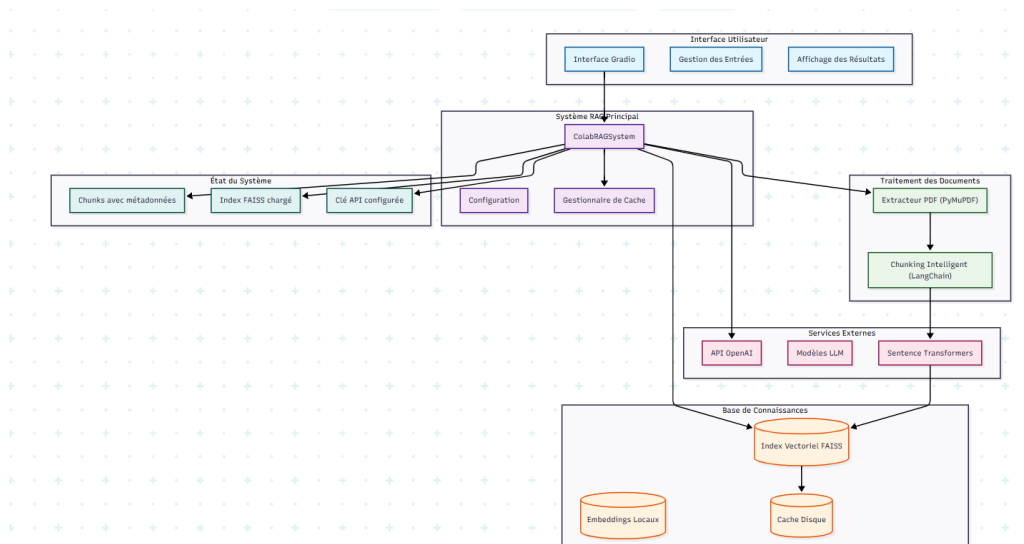 Interface Utilisateur
Interface Gradio
Gestion des Entrées
Affichage des Résultats
Système RAG Principal
ColabRAGSystem
Configuration
Gestionnaire de Cache
État du Système
Chunks avec métadonnées
Index FAISS chargé
Clé API configurée
Traitement des Documents
Extracteur PDF (PyMuPDF)
Chunking Intelligent
(LangChain)
Services Externes
API OpenAI
Modèles LLM
Sentence Transformers
Base de Connaissances
Index Vectoriel FAISS
Embeddings Locaux
Cache Disque